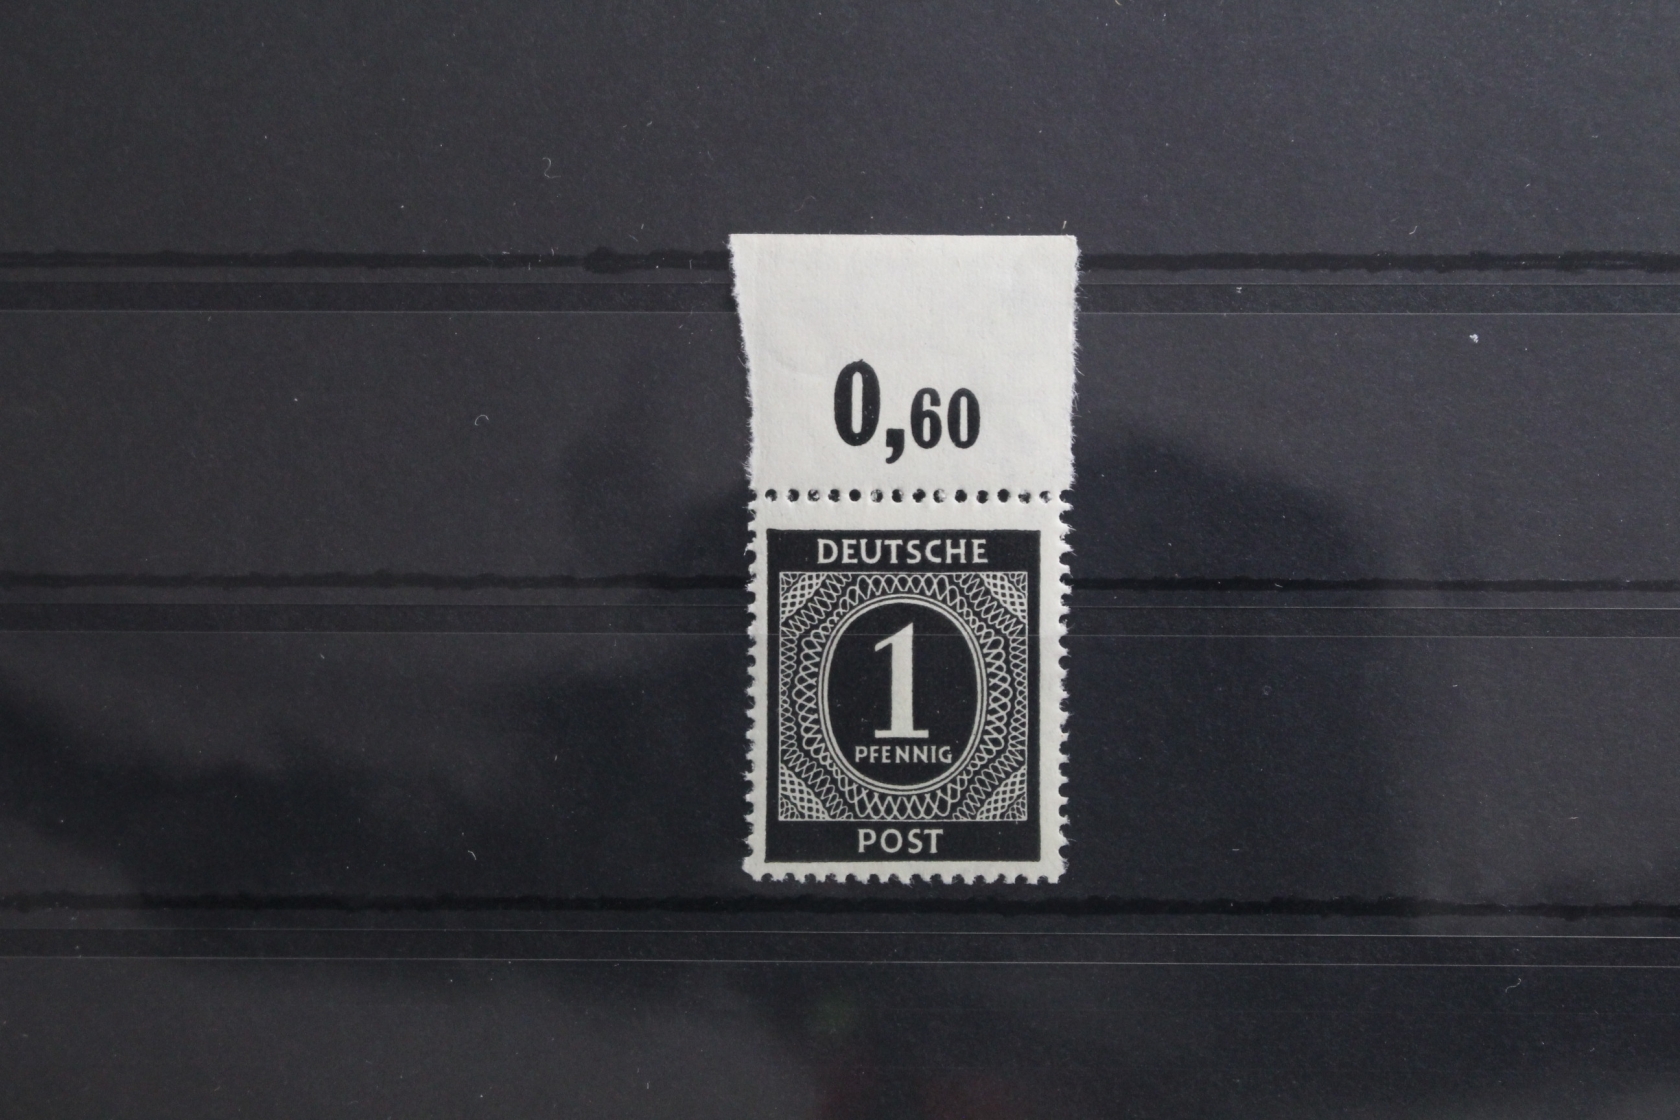 0,60
DEUTSCHE
1
PFENNIG
POST